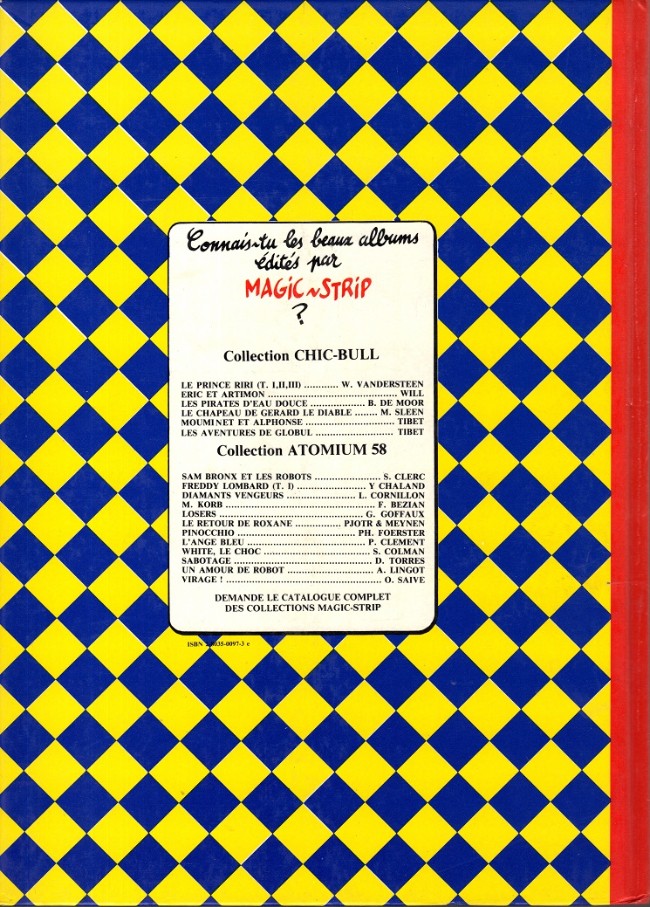 Connais-tu les beaux albums
édités par
MAGIC~STRIP
?
Collection CHIC-BULL
LE PRINCE RIRI (T. I,II,III) ............ W. VANDERSTEEN
ERIC ET ARTIMON ............................................. WILL
LES PIRATES D'EAU DOUCE ................... B. DE MOOR
LE CHAPEAU DE GERARD LE DIABLE ........ M. SLEEN
MOUMINET ET ALPHONSE ............................... TIBET
LES AVENTURES DE GLOBUL ........................... TIBET
Collection ATOMIUM 58
SAM BRONX ET LES ROBOTS ....................... S. CLERC
FREDDY LOMBARD (T. I) ........................ Y CHALAND
DIAMANTS VENGEURS ........................ L. CORNILLON
M. KORB .................................................... F. BEZIAN
LOSERS ................................................. G. GOFFAUX
LE RETOUR DE ROXANE ............... PJOTR & MEYNEN
PINOCCHIO ......................................... PH. FOERSTER
L'ANGE BLEU ........................................ P. CLEMENT
WHITE, LE CHOC ..................................... S. COLMAN
SABOTAGE ............................................... D. TORRES
UN AMOUR DE ROBOT ............................. A. LINGOT
VIRAGE ! ..................................................... O. SAIVE
DEMANDE LE CATALOGUE COMPLET
DES COLLECTIONS MAGIC-STRIP
ISBN